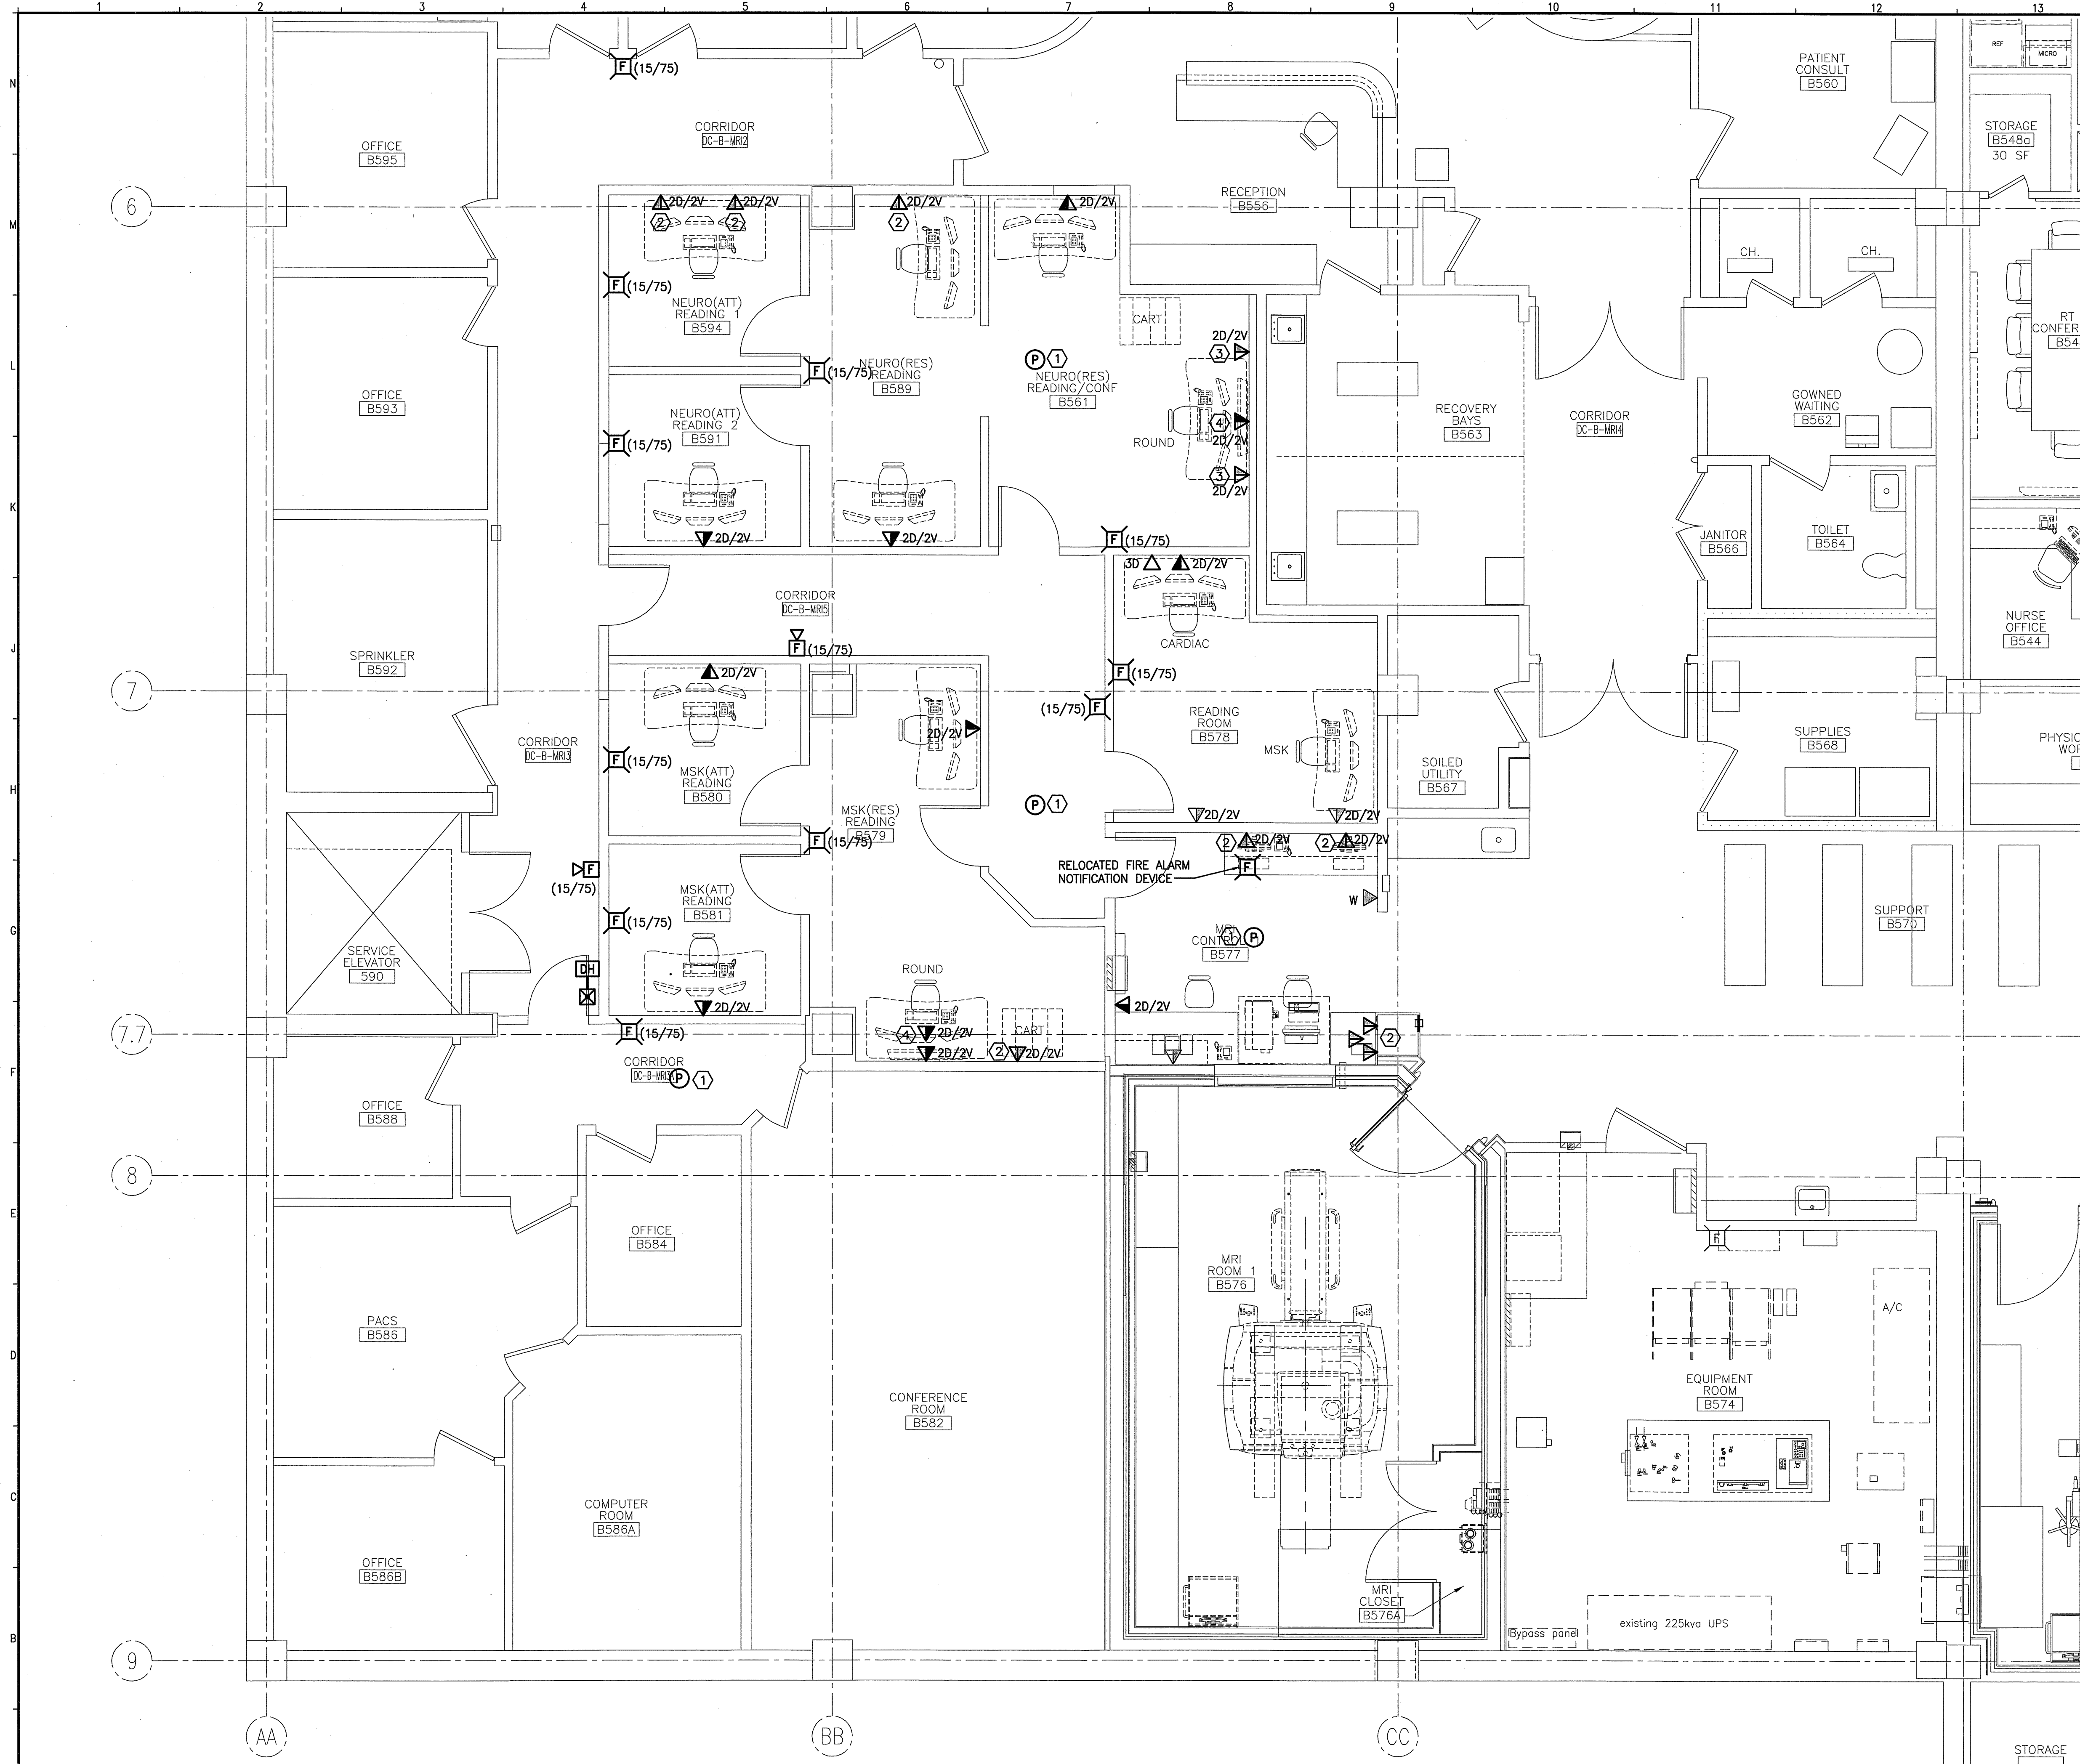 1 2 3 4 5 6 7 8 9 10 11 12 13
N
M
L
K
J
H
G
F
E
D
C
B
6
7
7.7
8
9
AA
BB
CC
OFFICE
B595
F (15/75)
CORRIDOR
DC-B-MRI2
RECEPTION
B556
PATIENT
CONSULT
B560
REF
MICRO
STORAGE
B548a
30 SF
2D/2V
2
2D/2V
2
2D/2V
2
2D/2V
CH.
CH.
OFFICE
B593
F (15/75)
NEURO(ATT)
READING 1
B594
F (15/75)
NEURO(RES)
READING
B589
P 1
NEURO(RES)
READING/CONF
B561
CART
2D/2V
3
4
2D/2V
3
2D/2V
ROUND
RECOVERY
BAYS
B563
CORRIDOR
DC-B-MRI4
GOWNED
WAITING
B562
RT
CONFER
B54
NEURO(ATT)
READING 2
B591
F (15/75)
2D/2V
2D/2V
F (15/75)
3D
2D/2V
CARDIAC
JANITOR
B566
TOILET
B564
NURSE
OFFICE
B544
SPRINKLER
B592
CORRIDOR
DC-B-MRI5
F (15/75)
2D/2V
F (15/75)
(15/75) F
READING
ROOM
B578
MSK
2D/2V
CORRIDOR
DC-B-MRI3
F (15/75)
MSK(ATT)
READING
B580
MSK(RES)
READING
B579
F (15/75)
P 1
2D/2V
2D/2V
SOILED
UTILITY
B567
SUPPLIES
B568
PHYSIC
WOR
2
2D/2V
2
2D/2V
RELOCATED FIRE ALARM
NOTIFICATION DEVICE
F
W
F
(15/75)
MSK(ATT)
READING
B581
F (15/75)
SERVICE
ELEVATOR
590
DH
2D/2V
ROUND
MRI
CONTROL
B577
1 P
SUPPORT
B570
2D/2V
F (15/75)
4
2D/2V
2D/2V
2
2D/2V
CART
2
CORRIDOR
P 1
OFFICE
B588
OFFICE
B584
PACS
B586
MRI
ROOM 1
B576
F
A/C
CONFERENCE
ROOM
B582
EQUIPMENT
ROOM
B574
COMPUTER
ROOM
B586A
OFFICE
B586B
MRI
CLOSET
B576A
Bypass panel
existing 225kva UPS
STORAGE